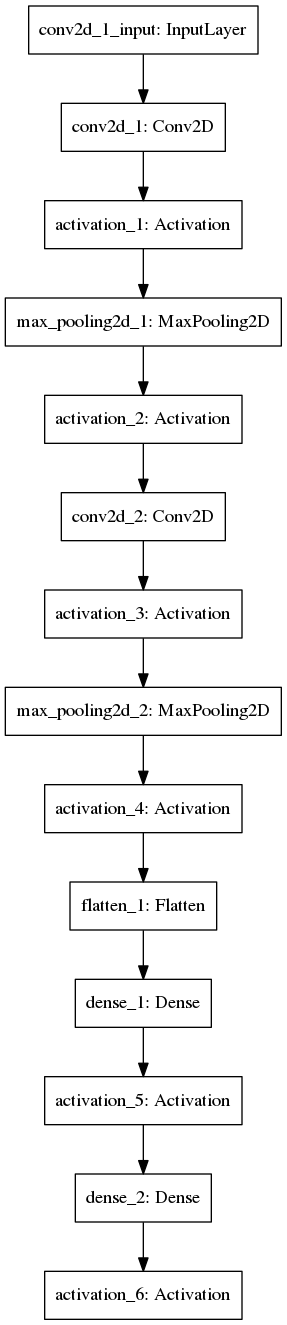 conv2d_1_input: InputLayer
conv2d_1: Conv2D
activation_1: Activation
max_pooling2d_1: MaxPooling2D
activation_2: Activation
conv2d_2: Conv2D
activation_3: Activation
max_pooling2d_2: MaxPooling2D
activation_4: Activation
flatten_1: Flatten
dense_1: Dense
activation_5: Activation
dense_2: Dense
activation_6: Activation